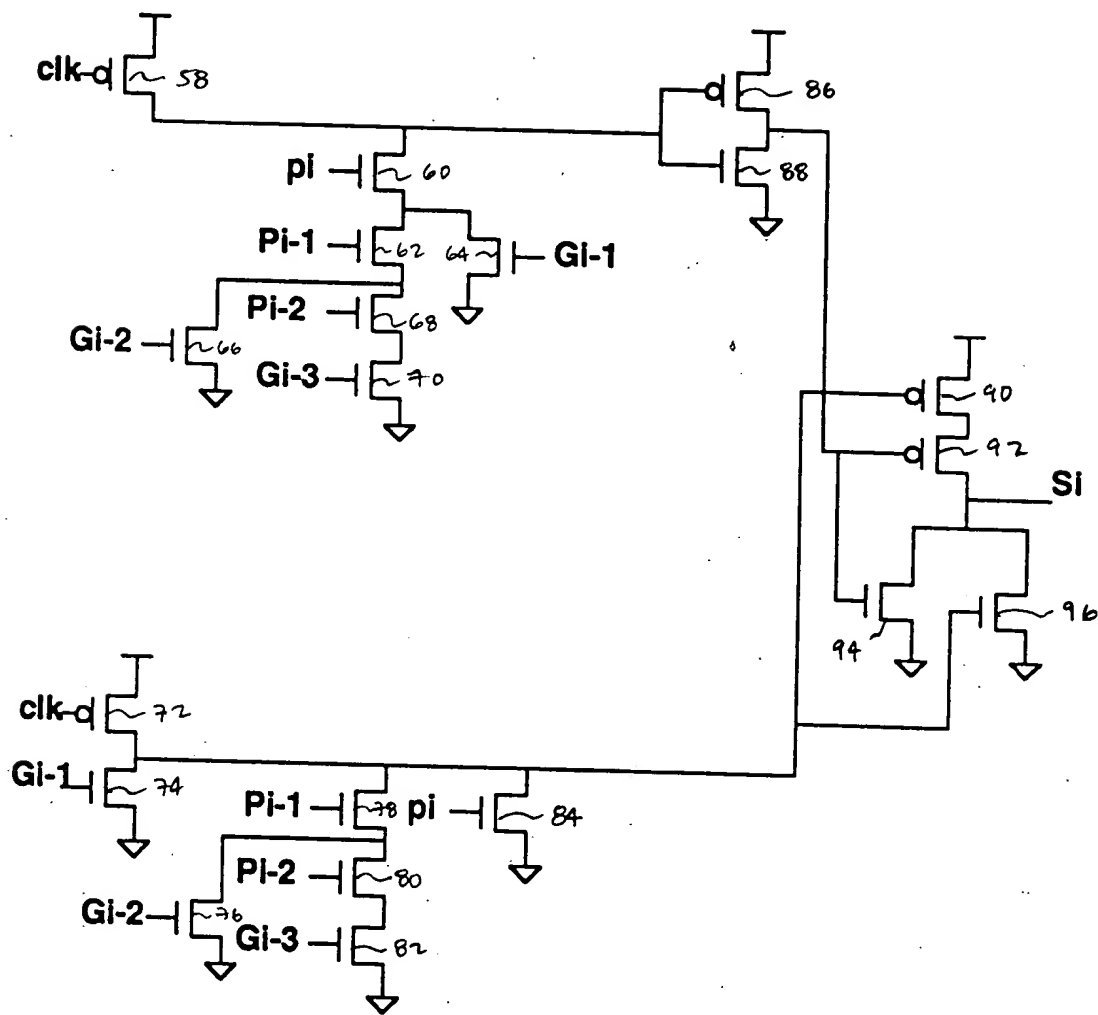 clk 58
86
pi 60
88
Pi-1 62 64 Gi-1
Pi-2 68
Gi-2 66
Gi-3 70
90
92
Si
94
96
clk 72
Gi-1 74
Pi-1 78 pi 84
Pi-2 80
Gi-2 76
Gi-3 82